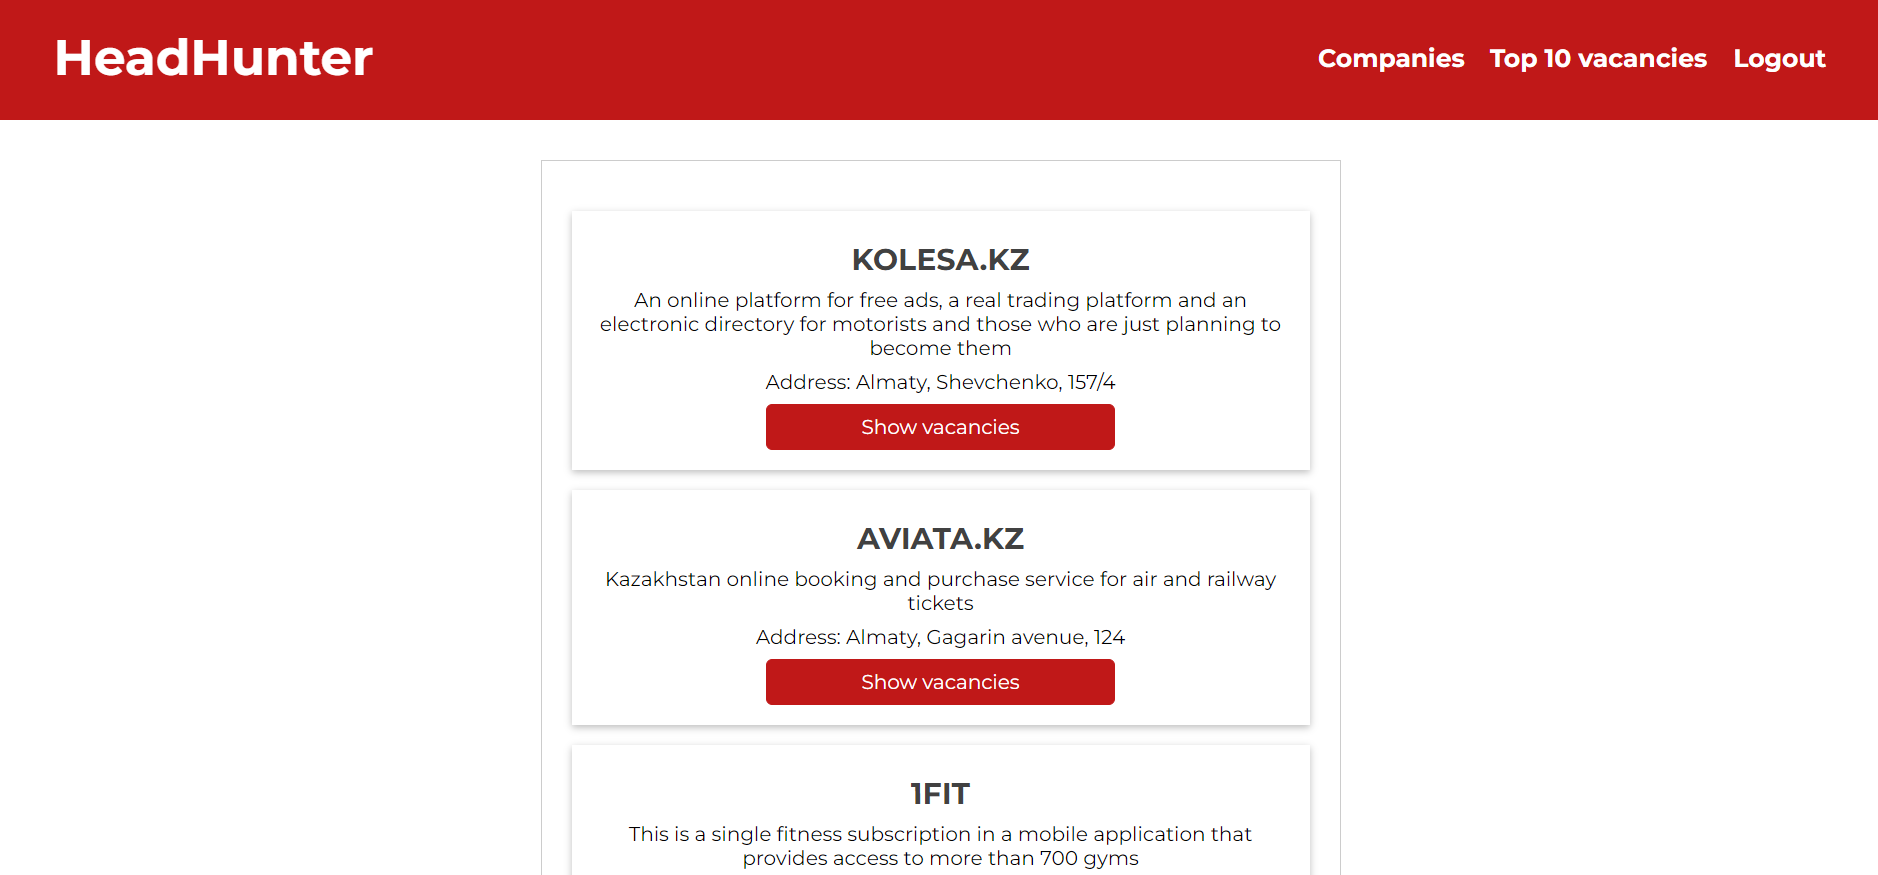 HeadHunter
Companies Top 10 vacancies Logout
KOLESA.KZ
An online platform for free ads, a real trading platform and an
electronic directory for motorists and those who are just planning to
become them
Address: Almaty, Shevchenko, 157/4
Show vacancies
AVIATA.KZ
Kazakhstan online booking and purchase service for air and railway
tickets
Address: Almaty, Gagarin avenue, 124
Show vacancies
1FIT
This is a single fitness subscription in a mobile application that
provides access to more than 700 gyms